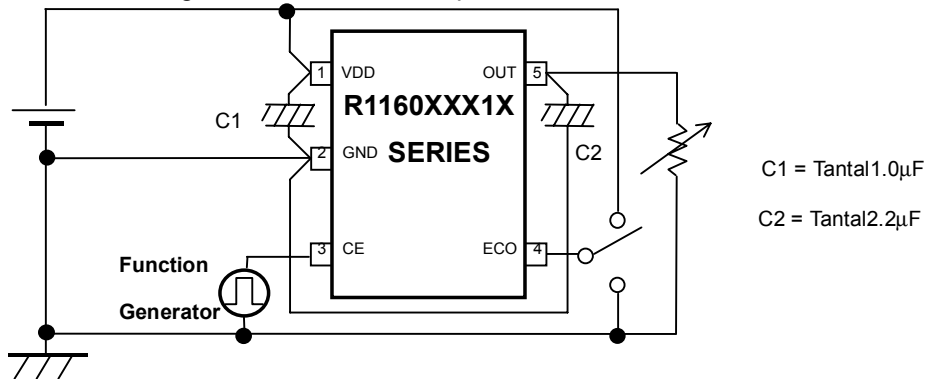 1 VDD OUT 5
R1160XXX1X
C1
2 GND SERIES C2
C1 = Tantal1.0μF
C2 = Tantal2.2μF
3 CE ECO 4
Function
Generator